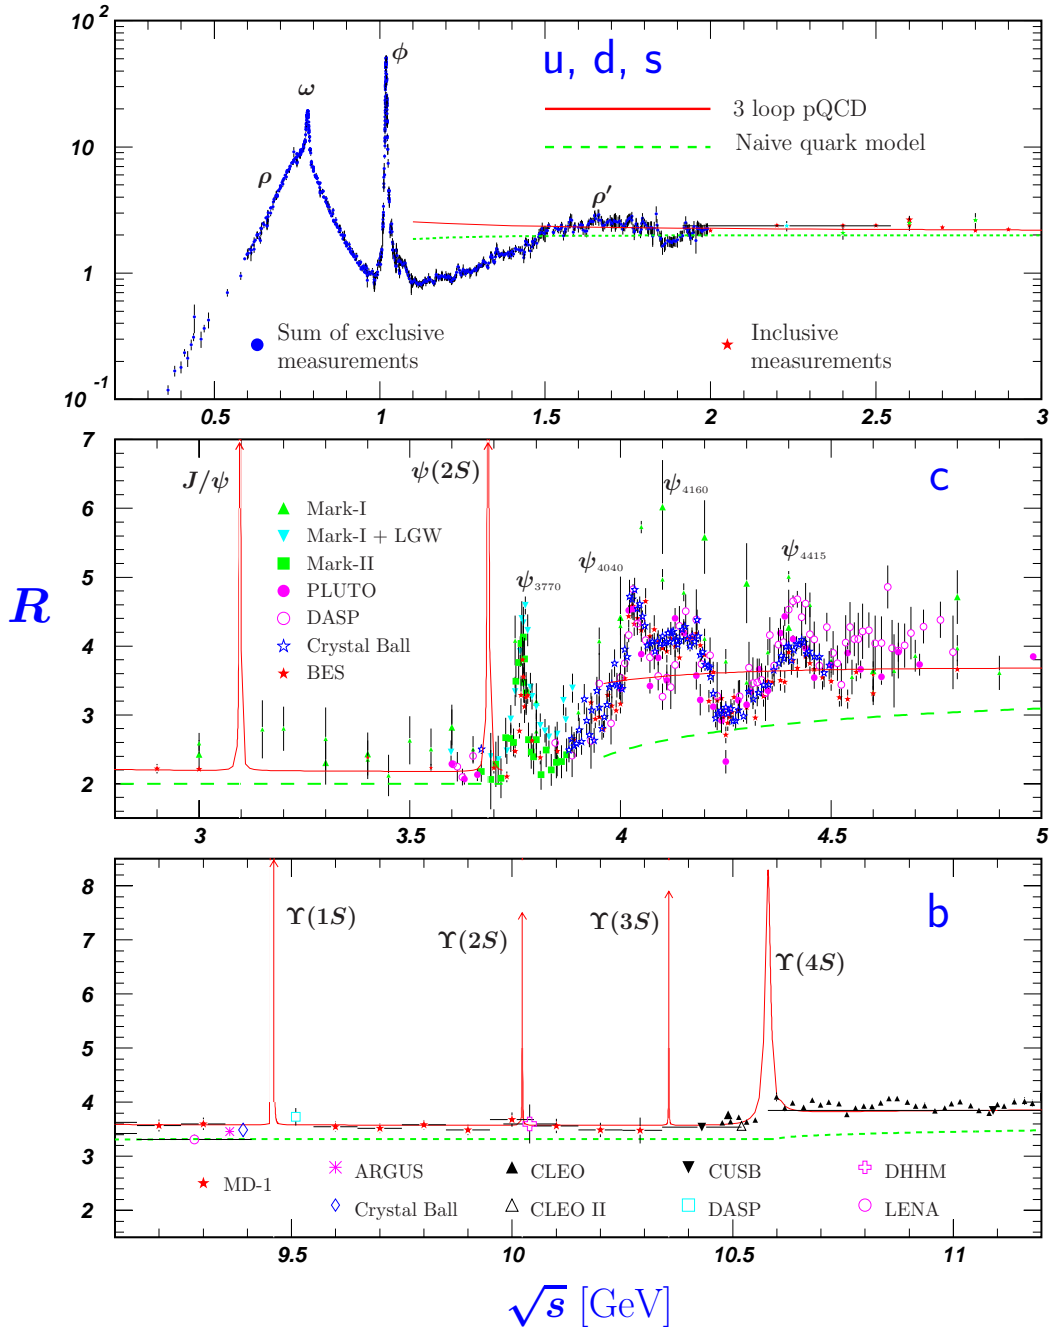 10²
u, d, s
ϕ
3 loop pQCD
ω
10
Naive quark model
ρ
ρ′
1
Sum of exclusive
measurements
Inclusive
measurements
10⁻¹
0.5 1 1.5 2 2.5 3
7
J/ψ
ψ(2S)
c
ψ₄₁₆₀
6
Mark-I
Mark-I + LGW
Mark-II
ψ₃₇₇₀
ψ₄₀₄₀
ψ₄₄₁₅
5
PLUTO
R
DASP
4
Crystal Ball
BES
3
2
3 3.5 4 4.5 5
8
Υ(1S)
Υ(2S)
Υ(3S)
b
Υ(4S)
7
6
5
4
3
2
MD-1
ARGUS
CLEO
CUSB
DHHM
Crystal Ball
CLEO II
DASP
LENA
9.5 10 10.5 11
√s [GeV]